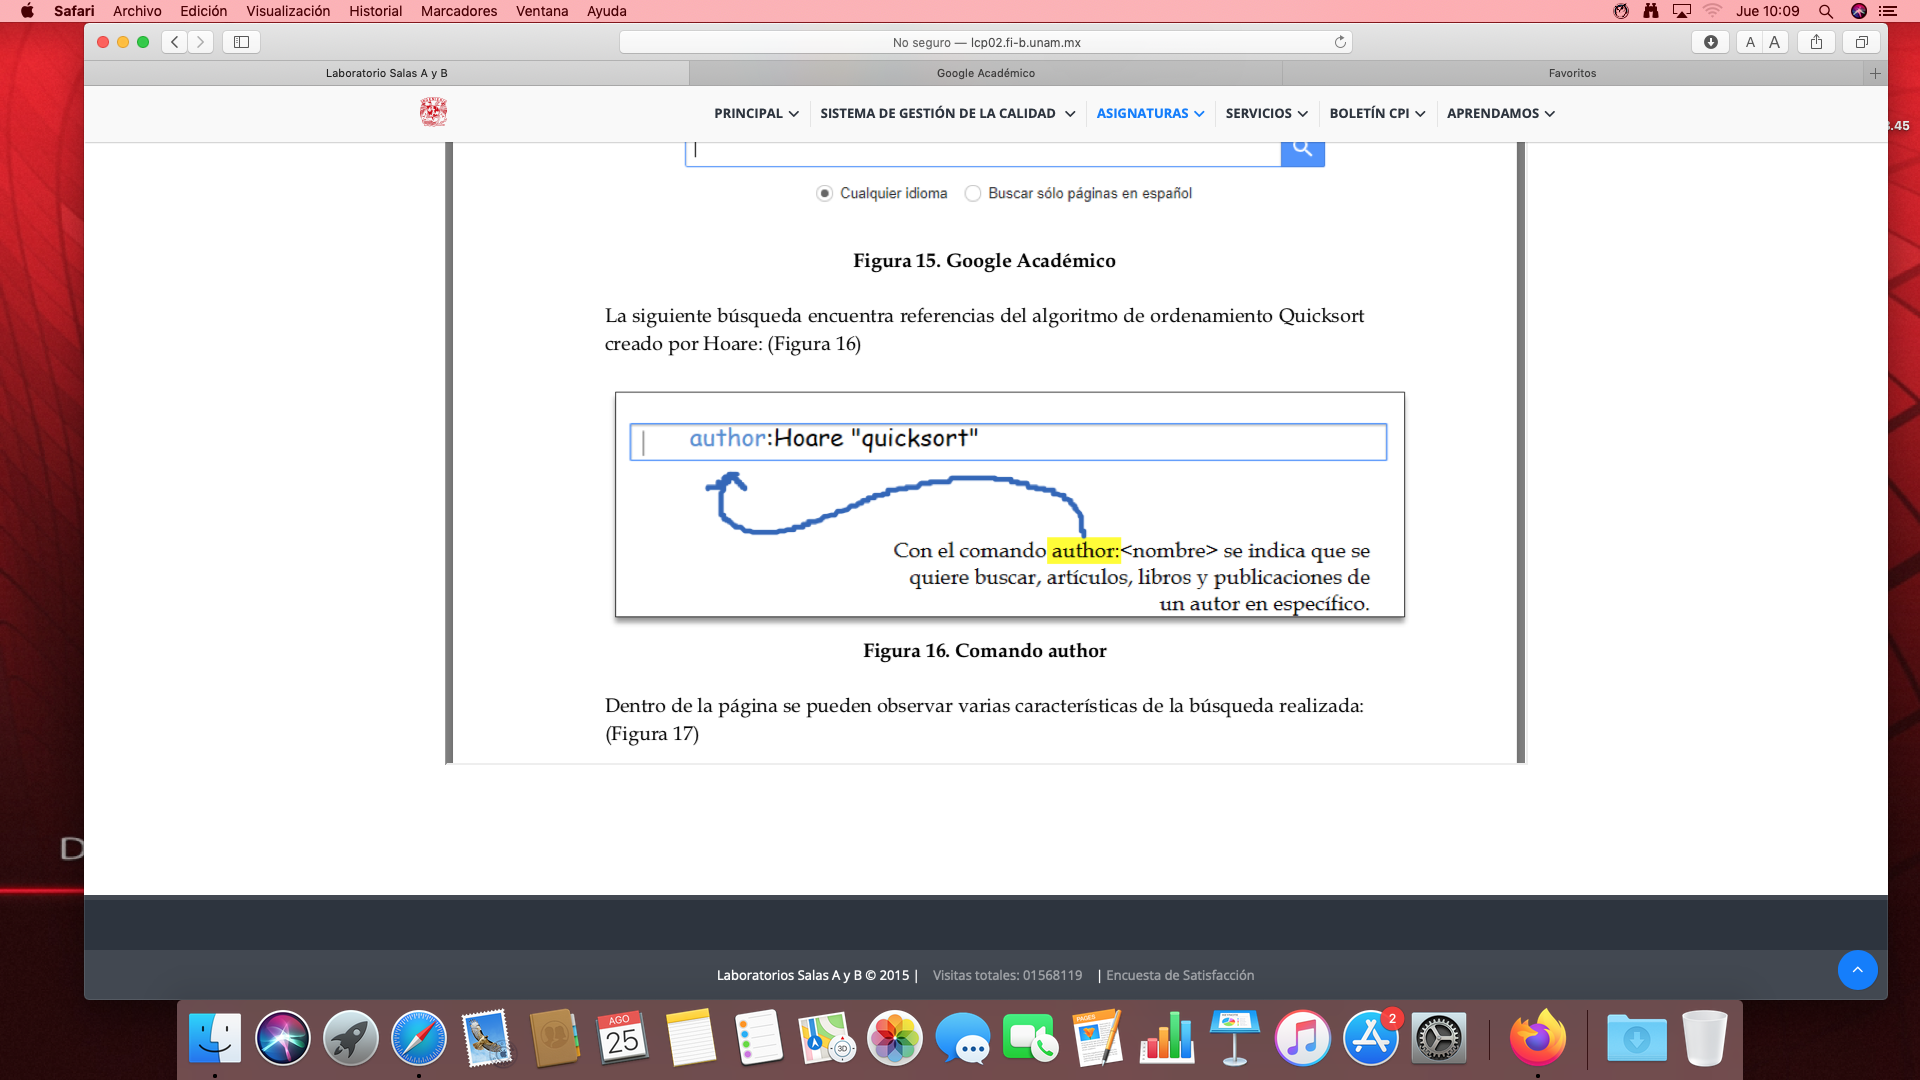 Safari Archivo Edición Visualización Historial Marcadores Ventana Ayuda Jue 10:09
No seguro — lcp02.fi-b.unam.mx A A
Laboratorio Salas A y B Google Académico Favoritos
PRINCIPAL SISTEMA DE GESTIÓN DE LA CALIDAD ASIGNATURAS SERVICIOS BOLETÍN CPI APRENDAMOS
.45
Cualquier idioma Buscar sólo páginas en español
Figura 15. Google Académico
La siguiente búsqueda encuentra referencias del algoritmo de ordenamiento Quicksort
creado por Hoare: (Figura 16)
author:Hoare "quicksort"
Con el comando author:<nombre> se indica que se
quiere buscar, artículos, libros y publicaciones de
un autor en específico.
Figura 16. Comando author
Dentro de la página se pueden observar varias características de la búsqueda realizada:
(Figura 17)
D
Laboratorios Salas A y B © 2015 | Visitas totales: 01568119 | Encuesta de Satisfacción
AGO
25
3D
PAGES
2